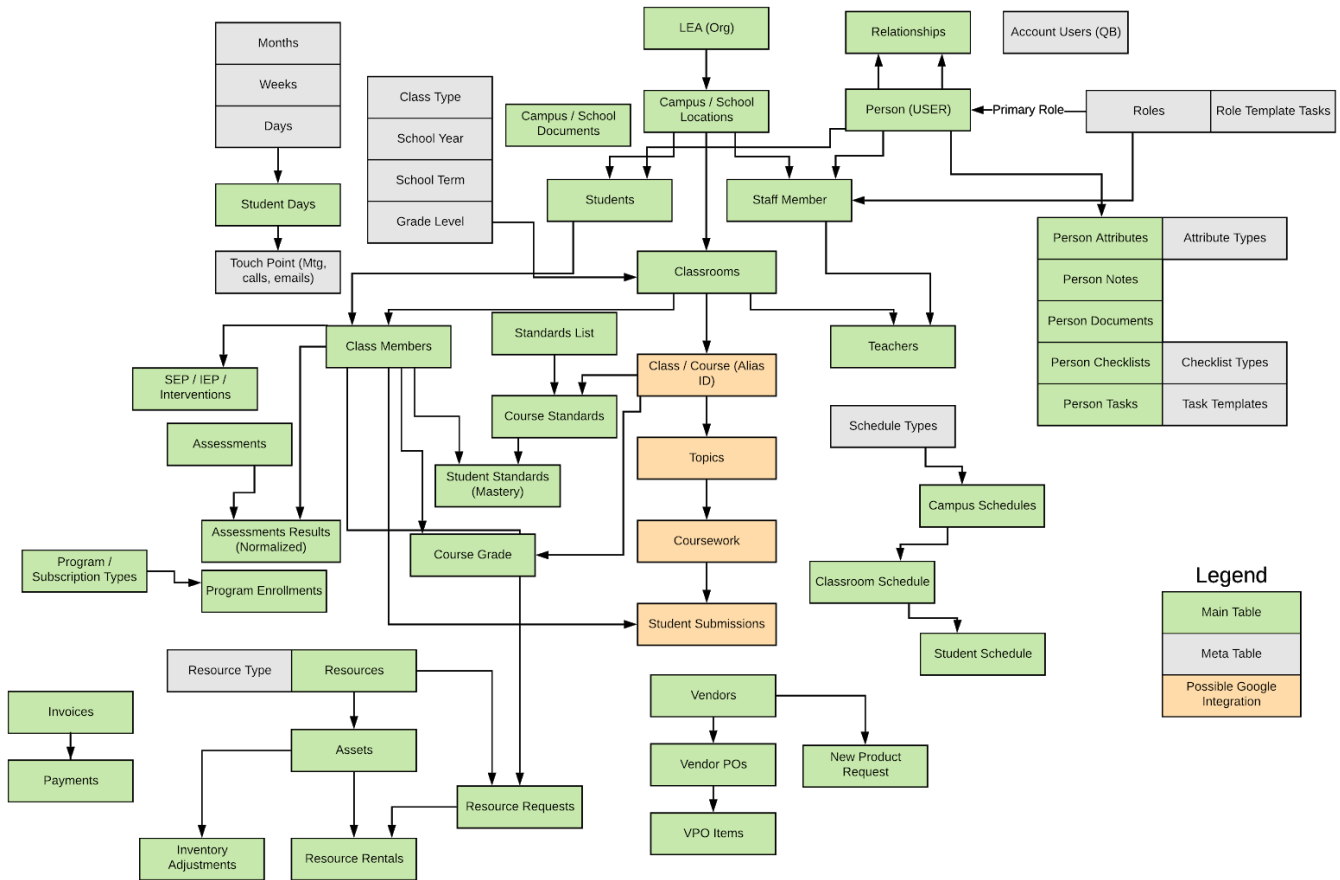 LEA (Org)
Relationships
Account Users (QB)
Months
Weeks
Days
Class Type
School Year
School Term
Grade Level
Campus / School
Documents
Campus / School
Locations
Person (USER)
Primary Role
Roles
Role Template Tasks
Student Days
Students
Staff Member
Touch Point (Mtg,
calls, emails)
Classrooms
Person Attributes
Attribute Types
Person Notes
Person Documents
Person Checklists
Checklist Types
Person Tasks
Task Templates
Class Members
Standards List
Teachers
SEP / IEP /
Interventions
Class / Course (Alias
ID)
Course Standards
Assessments
Schedule Types
Topics
Student Standards
(Mastery)
Campus Schedules
Assessments Results
(Normalized)
Course Grade
Coursework
Program /
Subscription Types
Program Enrollments
Classroom Schedule
Student Submissions
Student Schedule
Legend
Main Table
Meta Table
Possible Google
Integration
Resource Type
Resources
Vendors
Invoices
Assets
Vendor POs
New Product
Request
Payments
Resource Requests
VPO Items
Inventory
Adjustments
Resource Rentals